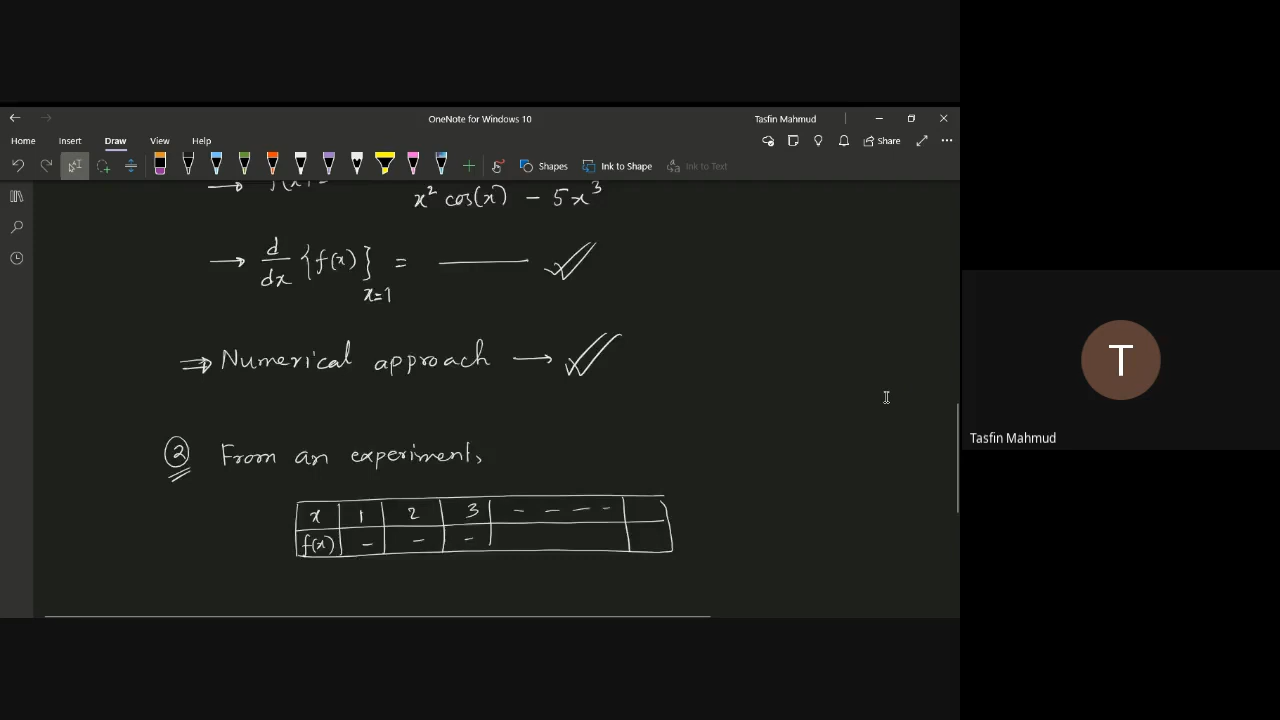 OneNote for Windows 10
Tasfin Mahmud
Home Insert Draw View Help
Share
Shapes Ink to Shape Ink to Text
→ f(x) =
x² cos(x) - 5x³
→ d/dx {f(x)}x=1 = ——— ✓
⇒ Numerical approach → ✓
② From an experiment,
x 1 2 3 - - - -
f(x) - - -
T
Tasfin Mahmud